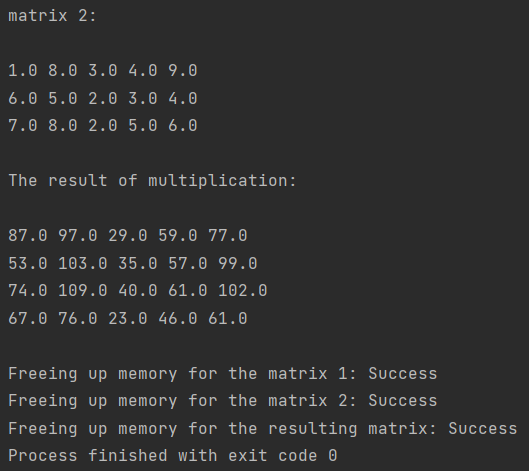 matrix 2:
1.0 8.0 3.0 4.0 9.0
6.0 5.0 2.0 3.0 4.0
7.0 8.0 2.0 5.0 6.0
The result of multiplication:
87.0 97.0 29.0 59.0 77.0
53.0 103.0 35.0 57.0 99.0
74.0 109.0 40.0 61.0 102.0
67.0 76.0 23.0 46.0 61.0
Freeing up memory for the matrix 1: Success
Freeing up memory for the matrix 2: Success
Freeing up memory for the resulting matrix: Success
Process finished with exit code 0